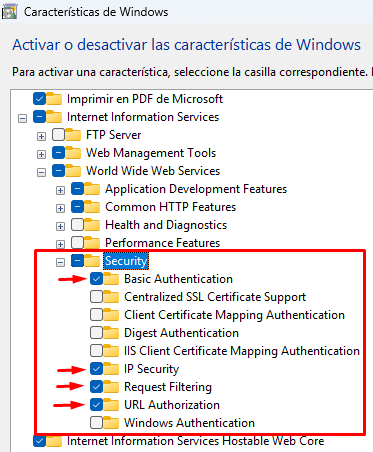 Características de Windows
Activar o desactivar las características de Windows
Para activar una característica, seleccione la casilla correspondiente.
Imprimir en PDF de Microsoft
Internet Information Services
FTP Server
Web Management Tools
World Wide Web Services
Application Development Features
Common HTTP Features
Health and Diagnostics
Performance Features
Security
Basic Authentication
Centralized SSL Certificate Support
Client Certificate Mapping Authentication
Digest Authentication
IIS Client Certificate Mapping Authentication
IP Security
Request Filtering
URL Authorization
Windows Authentication
Internet Information Services Hostable Web Core